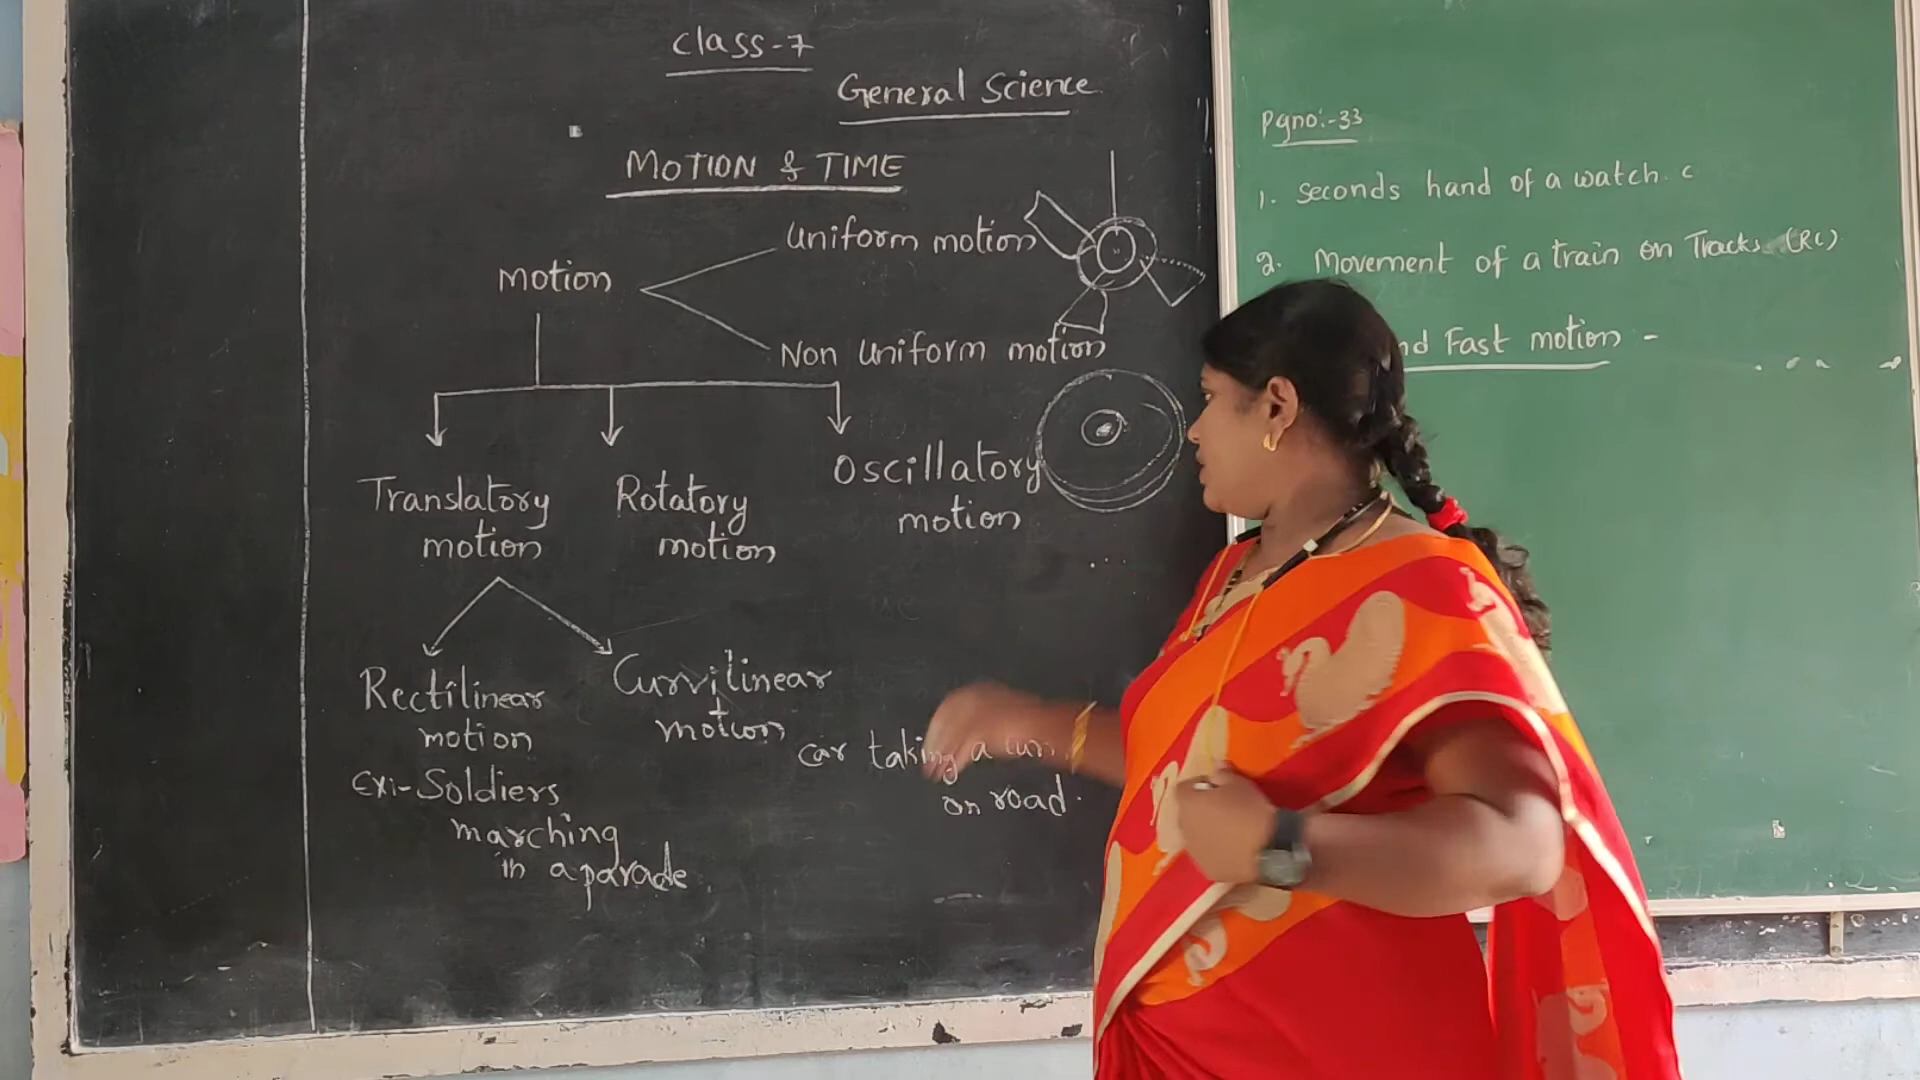 Class-7
General Science
MOTION & TIME
Motion
Uniform motion
Non Uniform motion
Translatory
motion
Rotatory
motion
Oscillatory
motion
Rectilinear
motion
Curvilinear
motion
Ex:-Soldiers
marching
in a parade
car taking a
on road.
Pgno:-33
1. Seconds hand of a watch. c
2. Movement of a train on Tracks (RC)
Fast motion -